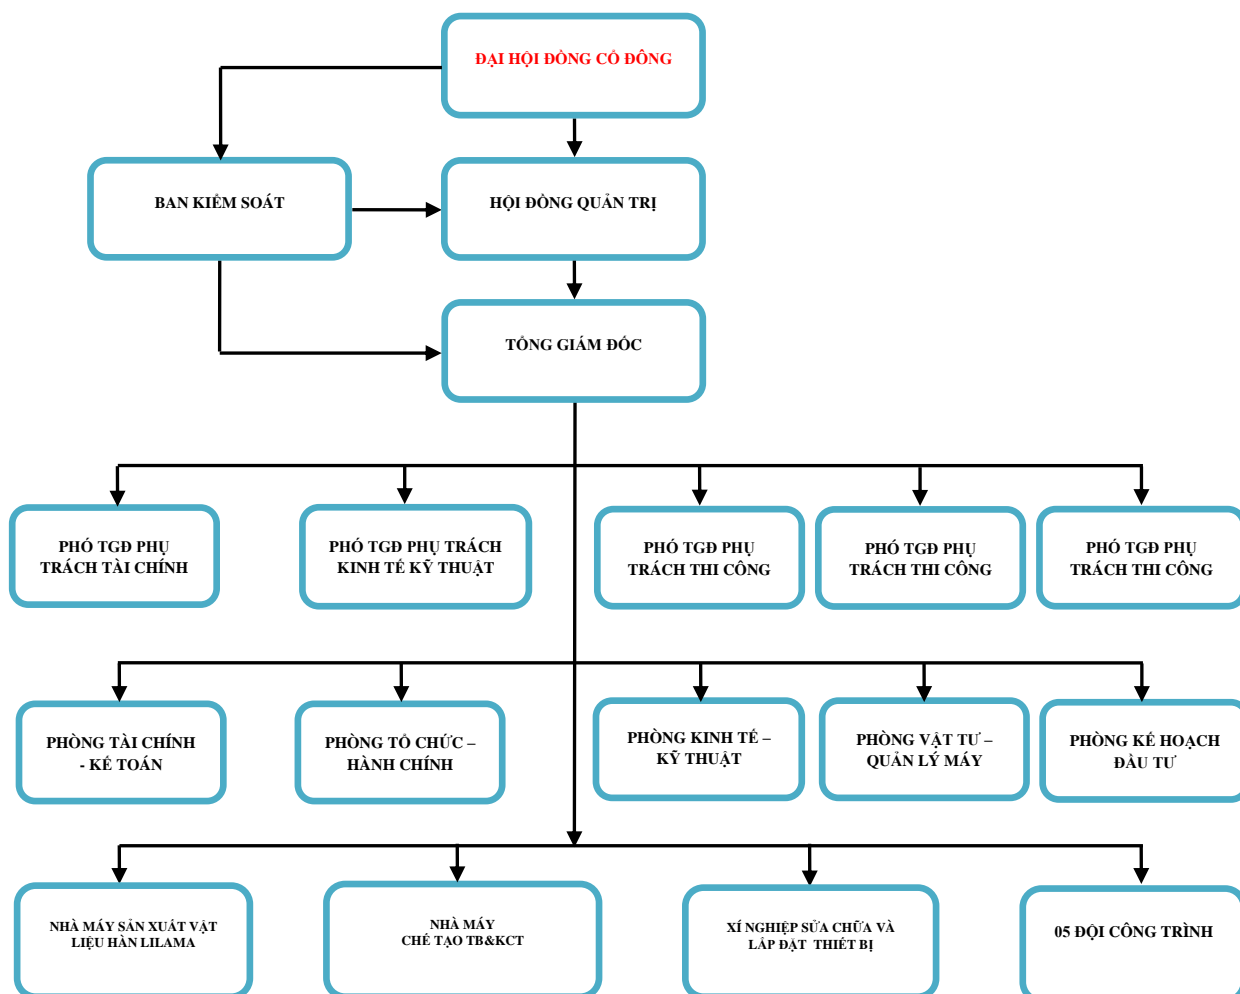 ĐẠI HỘI ĐỒNG CỔ ĐÔNG
BAN KIỂM SOÁT
HỘI ĐỒNG QUẢN TRỊ
TỔNG GIÁM ĐỐC
PHÓ TGĐ PHỤ
TRÁCH TÀI CHÍNH
PHÓ TGĐ PHỤ TRÁCH
KINH TẾ KỸ THUẬT
PHÓ TGĐ PHỤ
TRÁCH THI CÔNG
PHÓ TGĐ PHỤ
TRÁCH THI CÔNG
PHÓ TGĐ PHỤ
TRÁCH THI CÔNG
PHÒNG TÀI CHÍNH
- KẾ TOÁN
PHÒNG TỔ CHỨC –
HÀNH CHÍNH
PHÒNG KINH TẾ –
KỸ THUẬT
PHÒNG VẬT TƯ –
QUẢN LÝ MÁY
PHÒNG KẾ HOẠCH
ĐẦU TƯ
NHÀ MÁY SẢN XUẤT VẬT
LIỆU HÀN LILAMA
NHÀ MÁY
CHẾ TẠO TB&KCT
XÍ NGHIỆP SỬA CHỮA VÀ
LẮP ĐẶT THIẾT BỊ
05 ĐỘI CÔNG TRÌNH